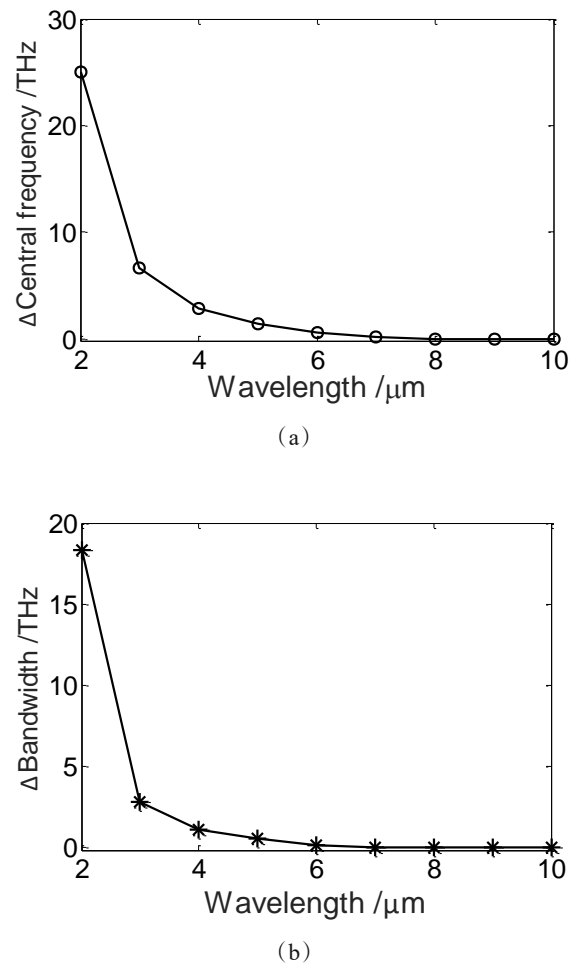 30
20
10
0
ΔCentral frequency /THz
2 4 6 8 10
Wavelength /μm
(a)
20
15
10
5
0
ΔBandwidth /THz
2 4 6 8 10
Wavelength /μm
(b)